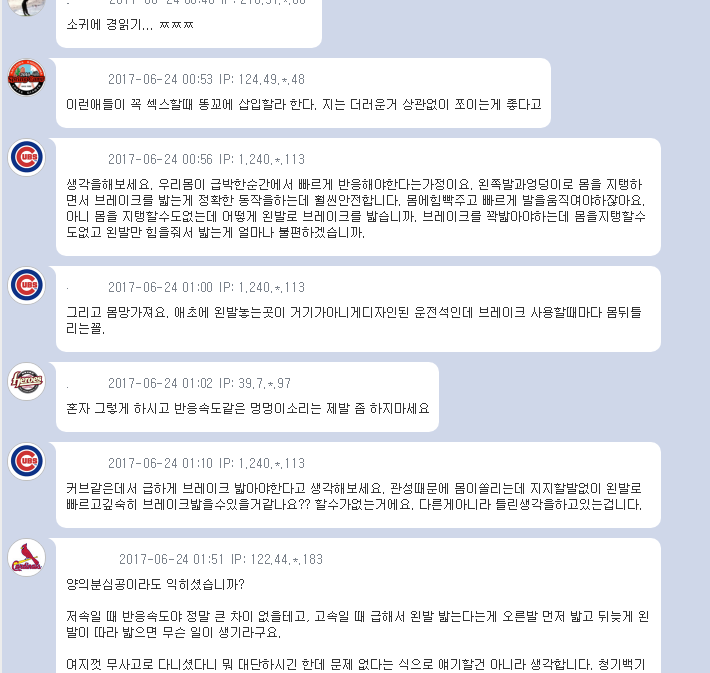 소귀에 경읽기... ㅉㅉㅉ
2017-06-24 00:53 IP: 124.49.*.48
이런애들이 꼭 섹스할때 똥꼬에 삽입할라 한다. 지는 더러운거 상관없이 쪼이는게 좋다고
2017-06-24 00:56 IP: 1.240.*.113
생각을해보세요. 우리몸이 급박한순간에서 빠르게 반응해야한다는가정이요. 왼쪽발과엉덩이로 몸을 지탱하
면서 브레이크를 밟는게 정확한 동작을하는데 훨씬안전합니다. 몸에힘빡주고 빠르게 발을움직여야하잖아요.
아니 몸을 지탱할수도없는데 어떻게 왼발로 브레이크를 밟습니까. 브레이크를 꽉밟아야하는데 몸을지탱할수
도없고 왼발만 힘을줘서 밟는게 얼마나 불편하겠습니까.
. 2017-06-24 01:00 IP: 1.240.*.113
그리고 몸망가져요. 애초에 왼발놓는곳이 거기가아니게디자인된 운전석인데 브레이크 사용할때마다 몸뒤틀
리는꼴.
. 2017-06-24 01:02 IP: 39.7.*.97
혼자 그렇게 하시고 반응속도같은 멍멍이소리는 제발 좀 하지마세요
2017-06-24 01:10 IP: 1.240.*.113
커브같은데서 급하게 브레이크 밟아야한다고 생각해보세요. 관성때문에 몸이쏠리는데 지지할발없이 왼발로
빠르고깊숙히 브레이크밟을수있을거같나요?? 할수가없는거에요. 다른게아니라 틀린생각을하고있는겁니다.
2017-06-24 01:51 IP: 122.44.*.183
양의분심공이라도 익히셨습니까?
저속일 때 반응속도야 정말 큰 차이 없을테고, 고속일 때 급해서 왼발 밟는다는게 오른발 먼저 밟고 뒤늦게 왼
발이 따라 밟으면 무슨 일이 생기라구요.
여지껏 무사고로 다니셨다니 뭐 대단하시긴 한데 문제 없다는 식으로 얘기할건 아니라 생각합니다. 청기백기